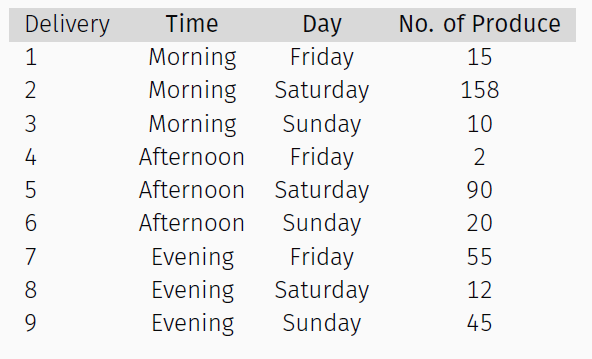 Delivery Time Day No. of Produce
1 Morning Friday 15
2 Morning Saturday 158
3 Morning Sunday 10
4 Afternoon Friday 2
5 Afternoon Saturday 90
6 Afternoon Sunday 20
7 Evening Friday 55
8 Evening Saturday 12
9 Evening Sunday 45